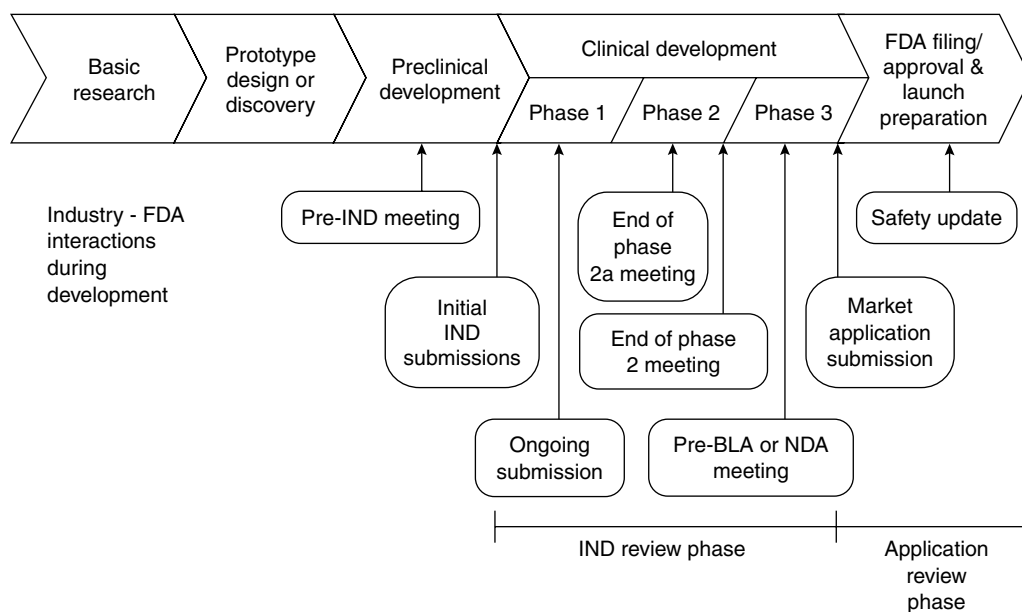 Basic
research
Prototype
design or
discovery
Preclinical
development
Clinical development
Phase 1
Phase 2
Phase 3
FDA filing/
approval &
launch
preparation
Industry - FDA
interactions
during
development
Pre-IND meeting
Initial
IND
submissions
Ongoing
submission
End of
phase
2a meeting
End of phase
2 meeting
Pre-BLA or NDA
meeting
Market
application
submission
Safety update
IND review phase
Application
review
phase